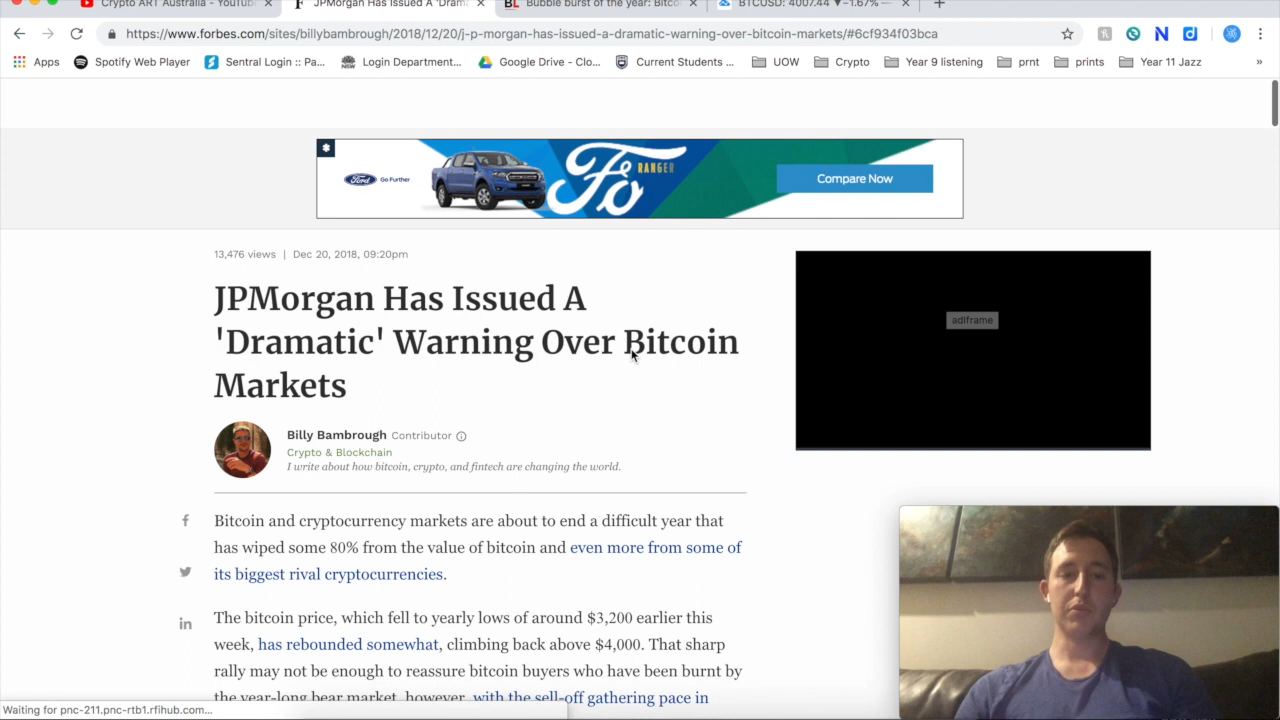 Crypto ART Australia - YouTub
JPMorgan Has Issued A 'Dram
BL Bubble burst of the year: Bitco
BTCUSD: 4007.44 ▼−1.67%
https://www.forbes.com/sites/billybambrough/2018/12/20/j-p-morgan-has-issued-a-dramatic-warning-over-bitcoin-markets/#6cf934f03bca
Apps Spotify Web Player Sentral Login :: Pa... Login Department... Google Drive - Clo... Current Students ... UOW Crypto Year 9 listening prnt prints Year 11 Jazz »
Ford Go Further
Fo RANGER
Compare Now
13,476 views | Dec 20, 2018, 09:20pm
JPMorgan Has Issued A
'Dramatic' Warning Over Bitcoin
Markets
adiframe
Billy Bambrough Contributor
Crypto & Blockchain
I write about how bitcoin, crypto, and fintech are changing the world.
Bitcoin and cryptocurrency markets are about to end a difficult year that
has wiped some 80% from the value of bitcoin and even more from some of
its biggest rival cryptocurrencies.
The bitcoin price, which fell to yearly lows of around $3,200 earlier this
week, has rebounded somewhat, climbing back above $4,000. That sharp
rally may not be enough to reassure bitcoin buyers who have been burnt by
the year-long bear market, however, with the sell-off gathering pace in
Waiting for pnc-211.pnc-rtb1.rfihub.com...